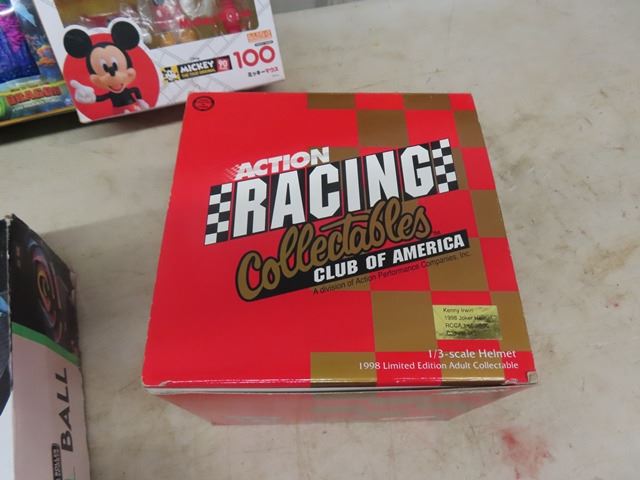 MICKEY
100
ミッキーマウス
ACTION
RACING
Collectables
CLUB OF AMERICA
A division of Action Performance Companies, Inc.
Kenny Irwin
1998 Joker Helmet
RCCA
1/3-scale Helmet
1998 Limited Edition Adult Collectable
BALL